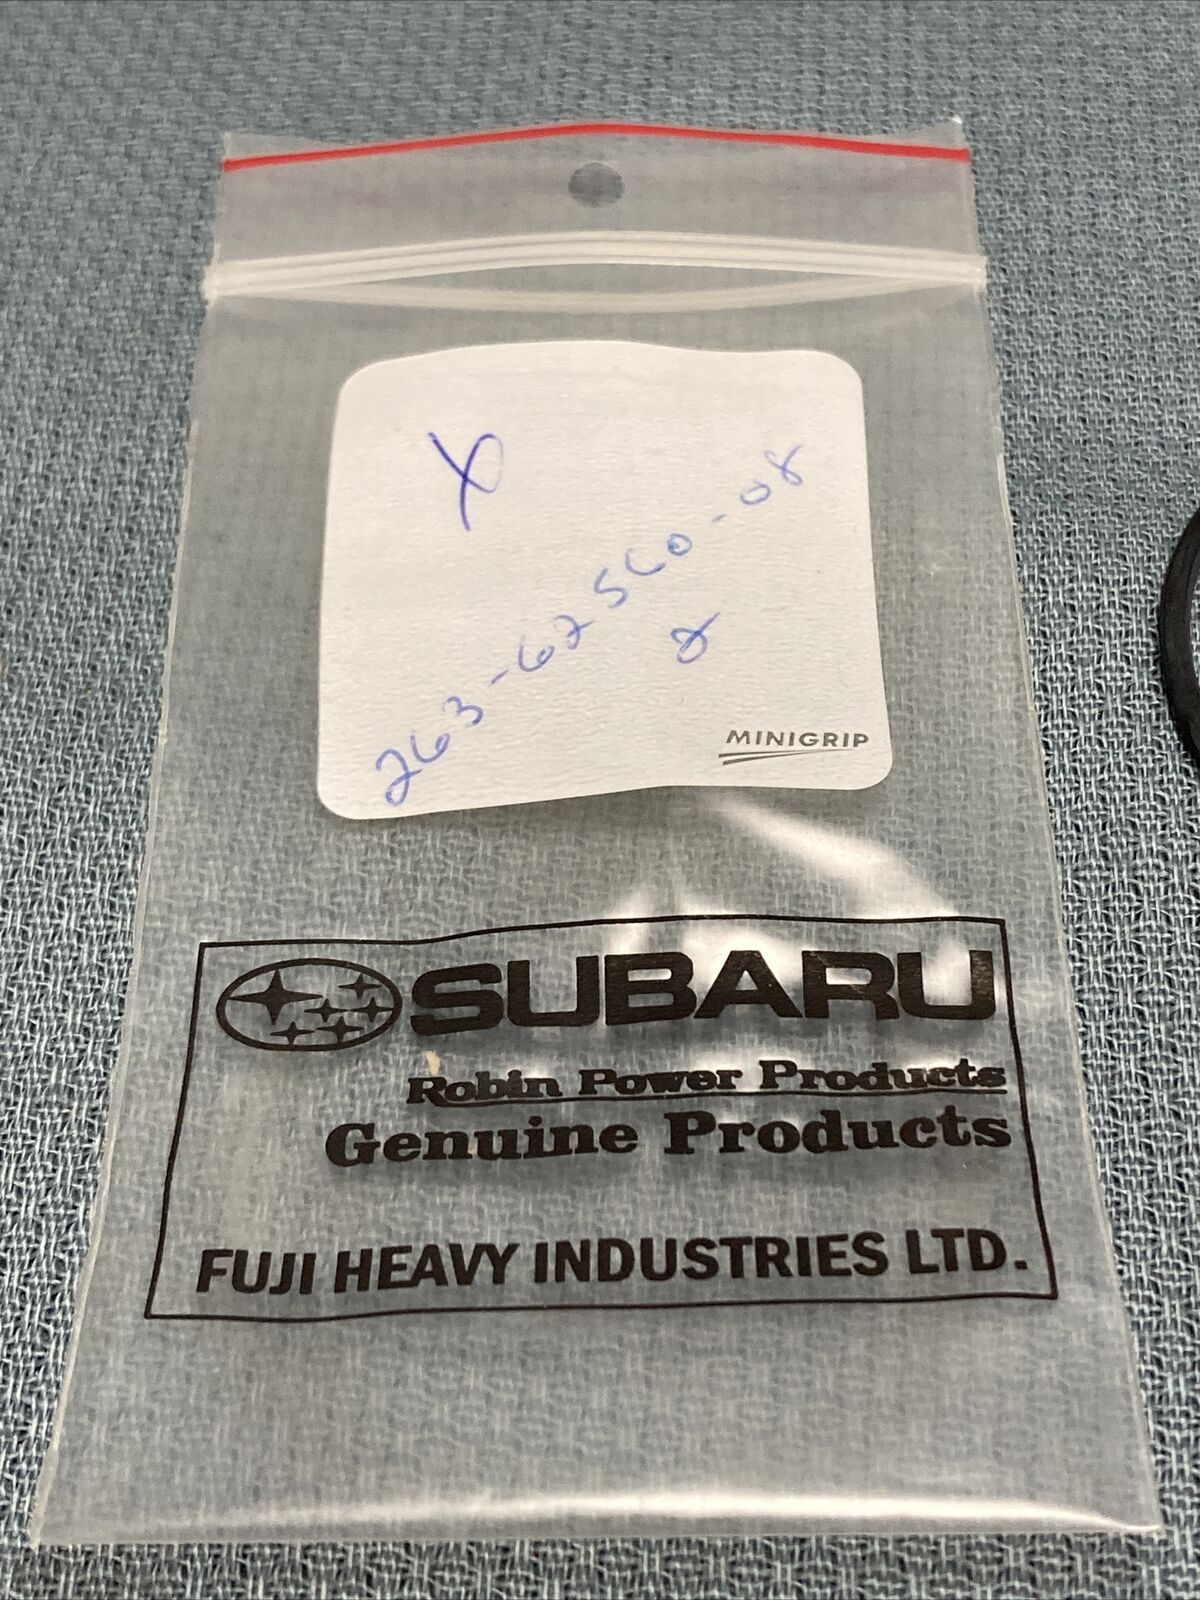 263-62560-08
8
MINIGRIP
SUBARU
Robin Power Products
Genuine Products
FUJI HEAVY INDUSTRIES LTD.